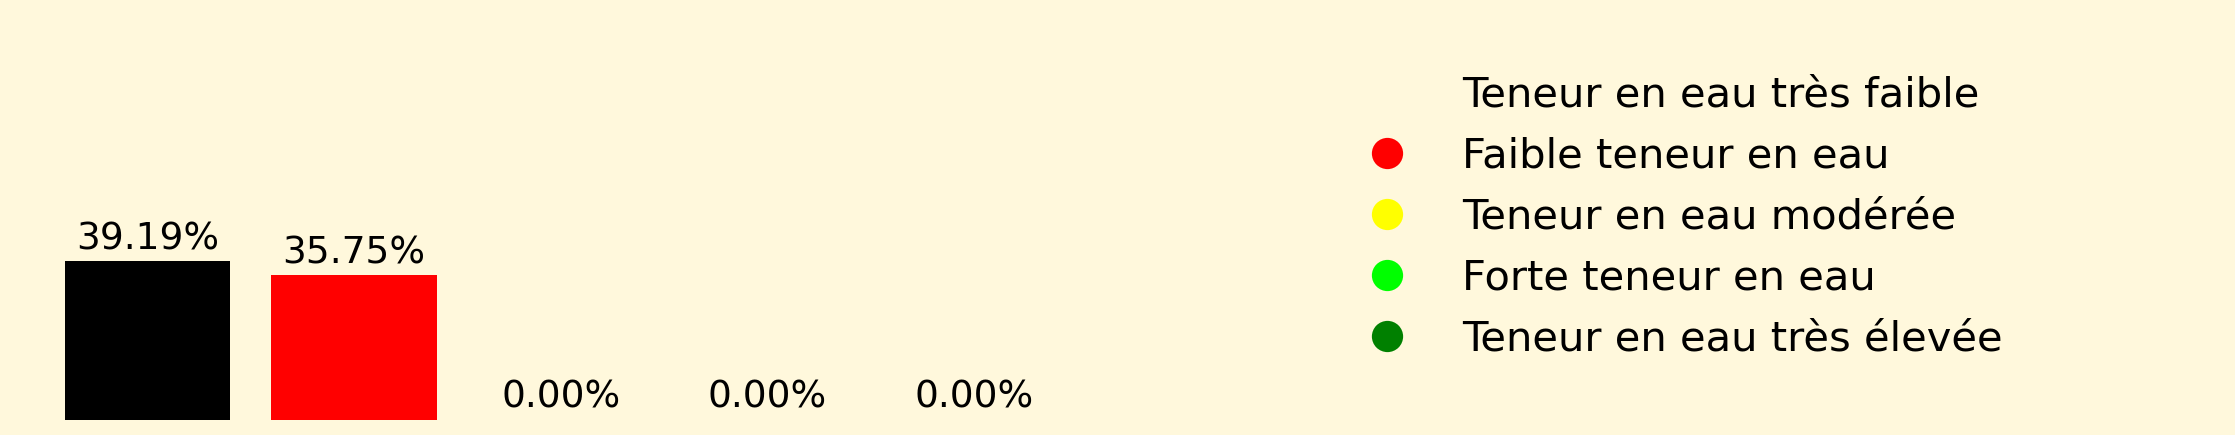 39.19%
35.75%
0.00%
0.00%
0.00%
Teneur en eau très faible
Faible teneur en eau
Teneur en eau modérée
Forte teneur en eau
Teneur en eau très élevée